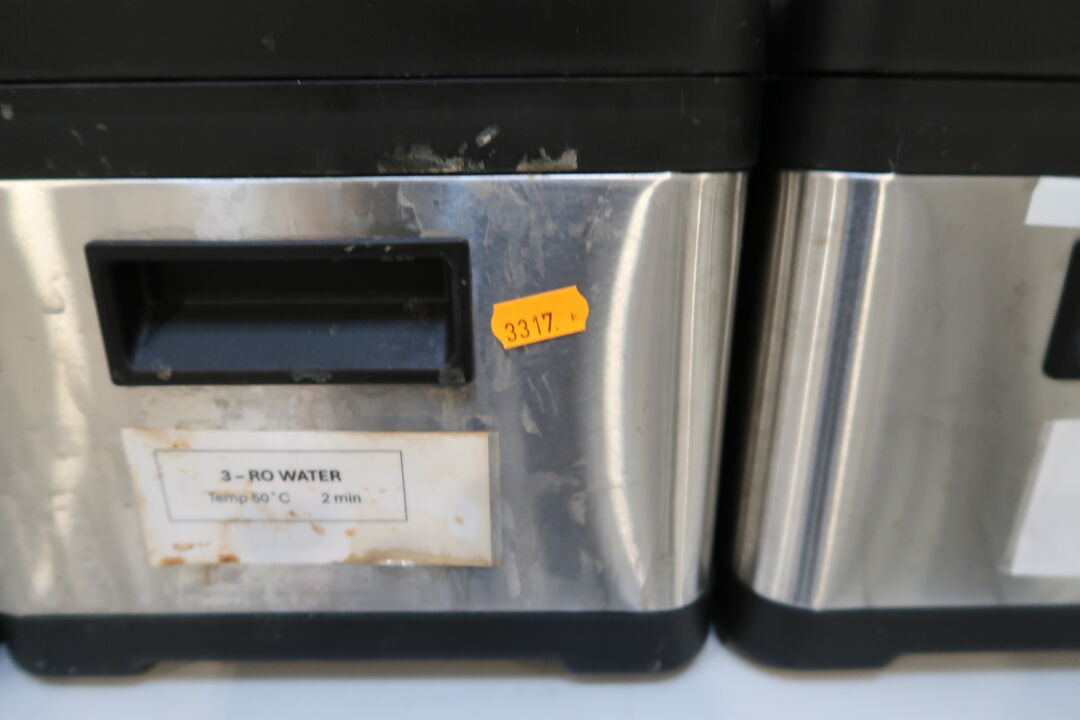 3317.
3 – RO WATER
Temp 50°C 2 min